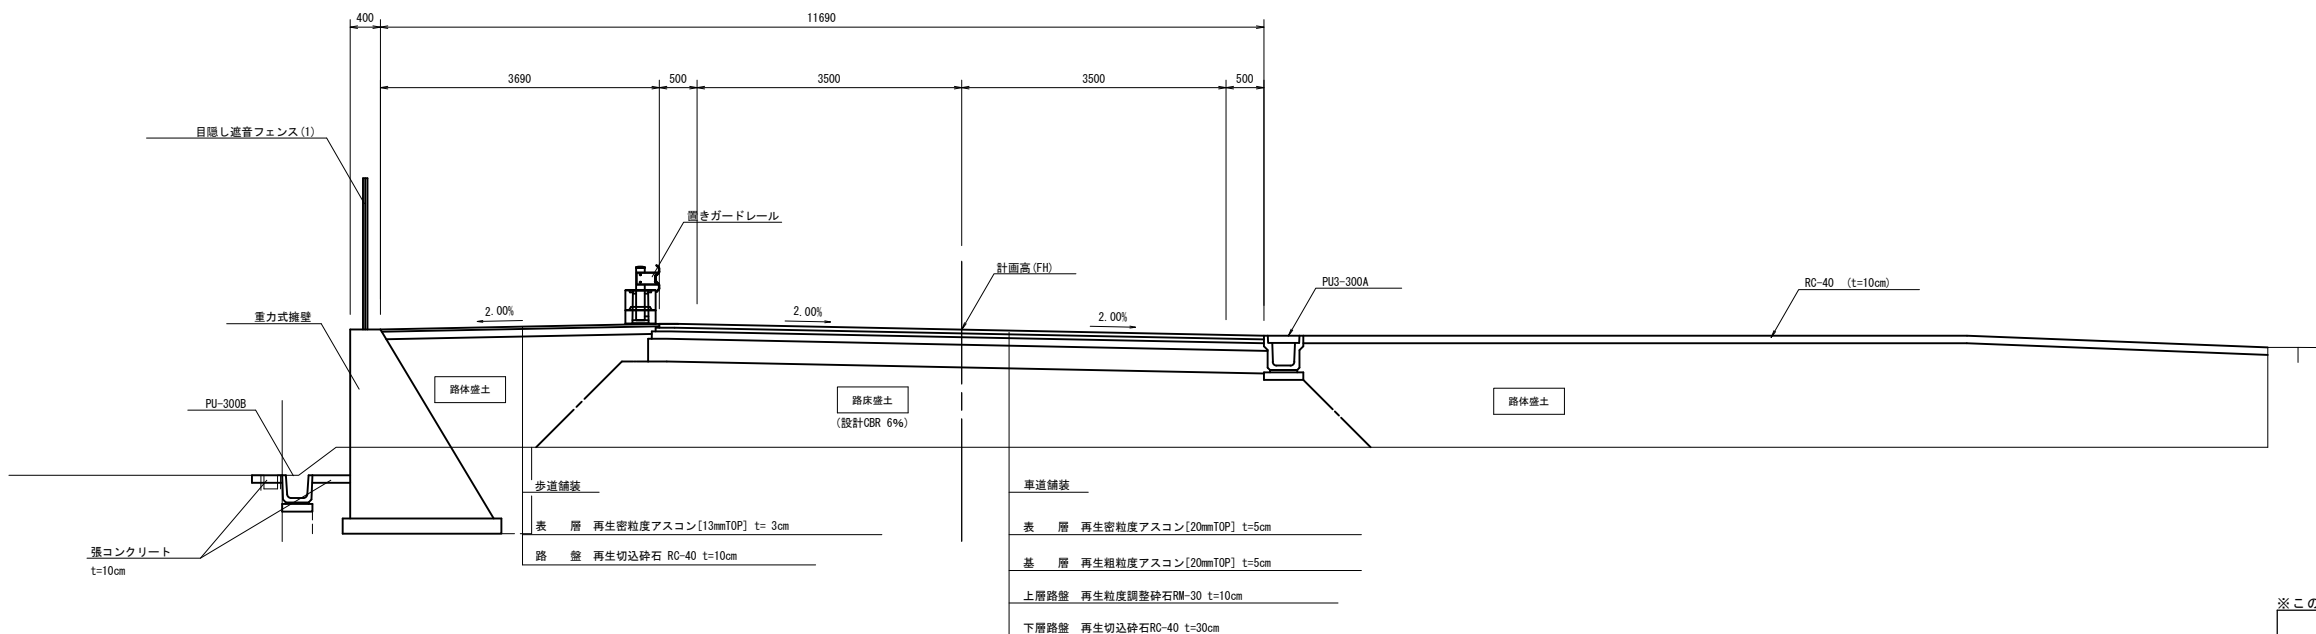 400
11690
3690
500
3500
3500
500
目隠し遮音フェンス(1)
置きガードレール
計画高(FH)
PU3-300A
RC-40 (t=10cm)
重力式擁壁
2.00%
2.00%
2.00%
路体盛土
路床盛土
(設計CBR 6%)
路体盛土
PU-300B
歩道舗装
表　層 再生密粒度アスコン[13mmTOP] t= 3cm
路　盤 再生切込砕石 RC-40 t=10cm
車道舗装
表　層 再生密粒度アスコン[20mmTOP] t=5cm
基　層 再生粗粒度アスコン[20mmTOP] t=5cm
上層路盤 再生粒度調整砕石RM-30 t=10cm
下層路盤 再生切込砕石RC-40 t=30cm
張コンクリート
t=10cm
※この